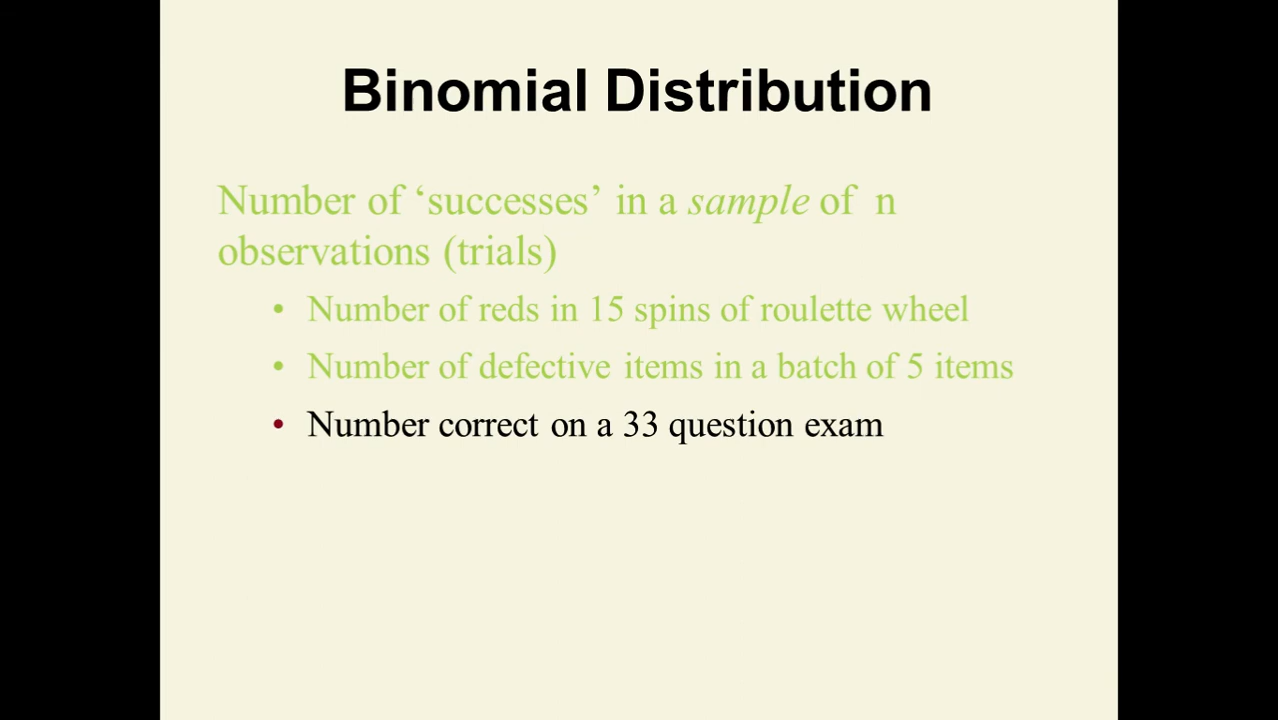 Binomial Distribution
Number of ‘successes’ in a sample of n
observations (trials)
• Number of reds in 15 spins of roulette wheel
• Number of defective items in a batch of 5 items
• Number correct on a 33 question exam